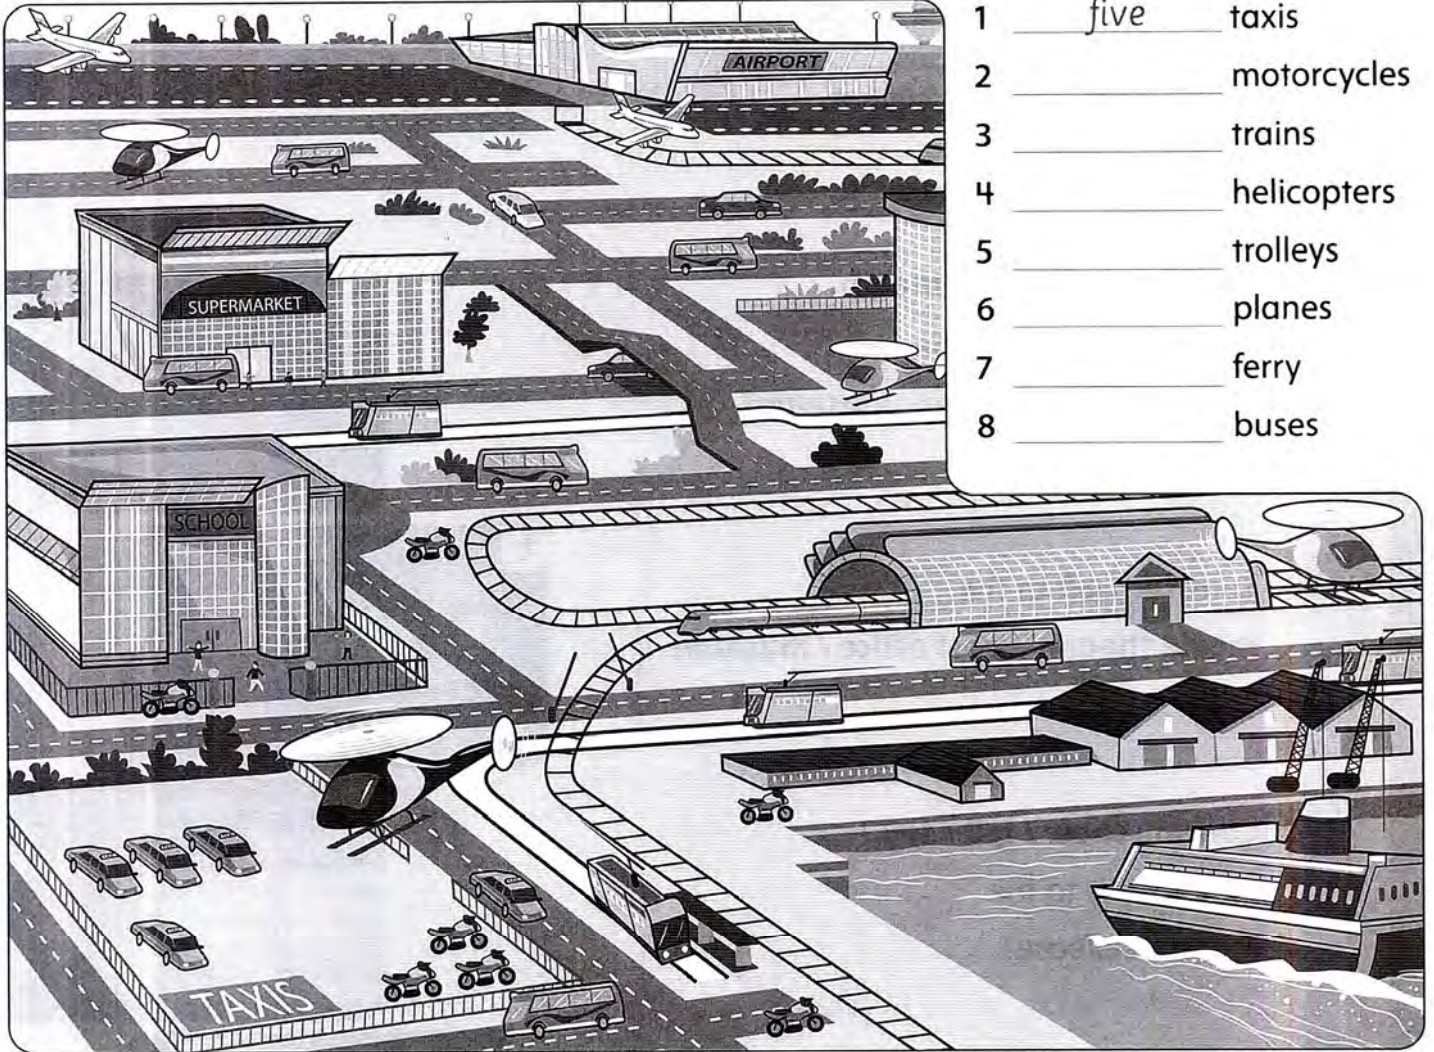 1 five taxis
2 motorcycles
3 trains
4 helicopters
5 trolleys
6 planes
7 ferry
8 buses
AIRPORT
SUPERMARKET
SCHOOL
TAXIS